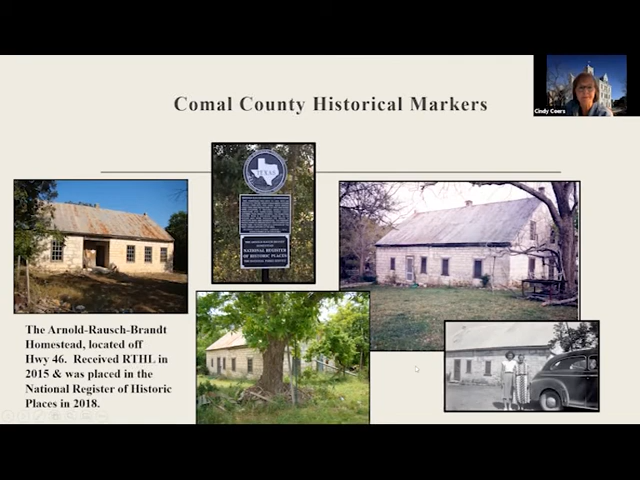 Comal County Historical Markers
Cindy Coers
TEXAS
NATIONAL REGISTER
OF HISTORIC PLACES
The Arnold-Rausch-Brandt
Homestead, located off
Hwy 46. Received RTHL in
2015 & was placed in the
National Register of Historic
Places in 2018.